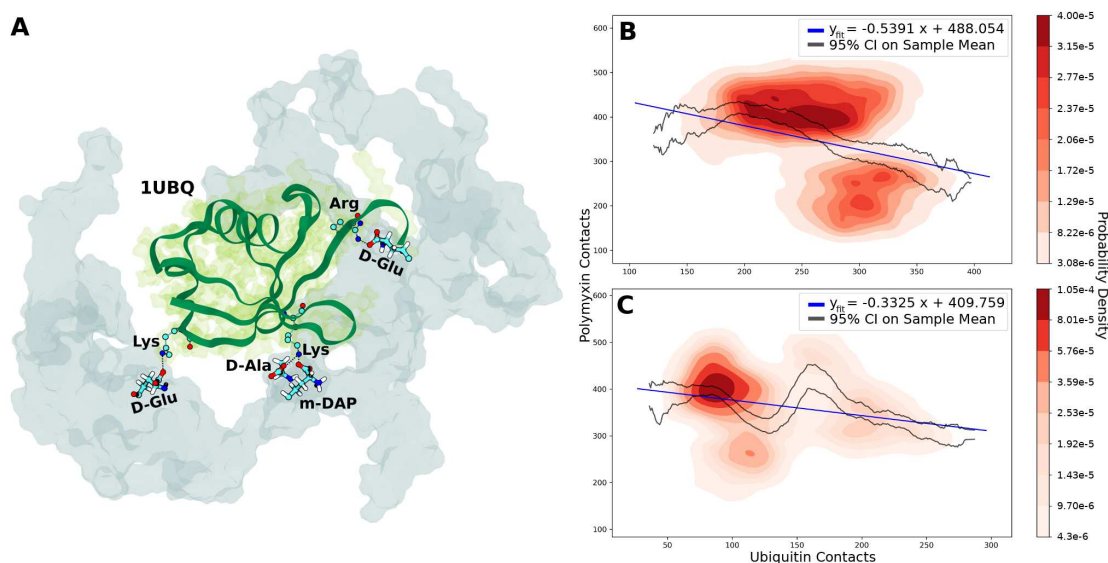 A
1UBQ
Arg
D-Glu
Lys
D-Glu
D-Ala
Lys
m-DAP
B
y_fit = -0.5391 x + 488.054
95% CI on Sample Mean
600
500
400
300
200
100
100 150 200 250 300 350 400
4.00e-5
3.15e-5
2.77e-5
2.37e-5
2.06e-5
1.72e-5
1.29e-5
8.22e-6
3.08e-6
Polymyxin Contacts
Probability Density
C
y_fit = -0.3325 x + 409.759
95% CI on Sample Mean
600
500
400
300
200
100
50 100 150 200 250 300
Ubiquitin Contacts
1.05e-4
8.01e-5
5.76e-5
3.59e-5
2.53e-5
1.92e-5
1.43e-5
9.70e-6
4.3e-6